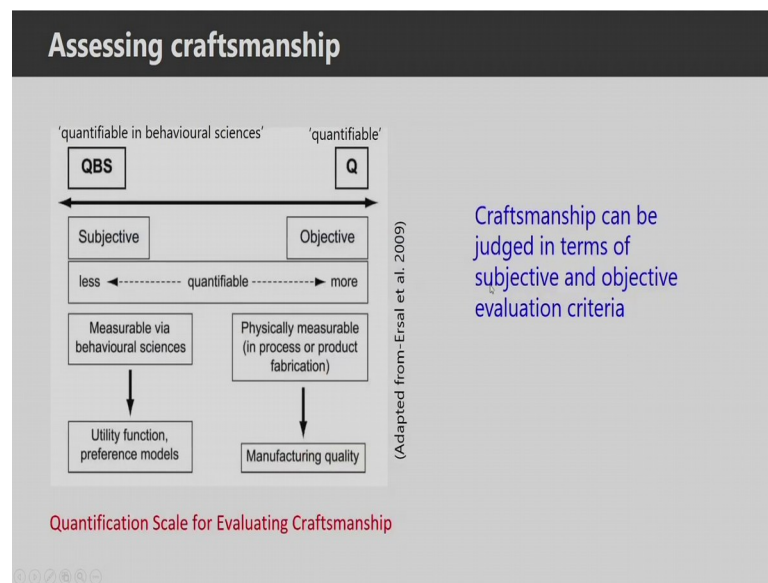 Assessing craftsmanship
'quantifiable in behavioural sciences' 'quantifiable'
QBS Q
Subjective Objective
less quantifiable more
Measurable via
behavioural sciences
Physically measurable
(in process or product
fabrication)
Utility function,
preference models
Manufacturing quality
(Adapted from-Ersal et al. 2009)
Quantification Scale for Evaluating Craftsmanship
Craftsmanship can be
judged in terms of
subjective and objective
evaluation criteria